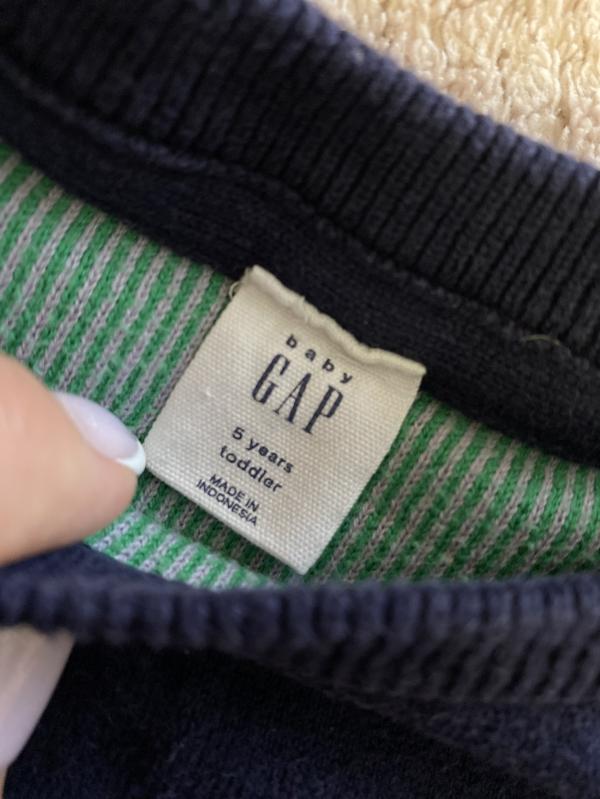 baby
GAP
5 years
toddler
MADE IN
INDONESIA